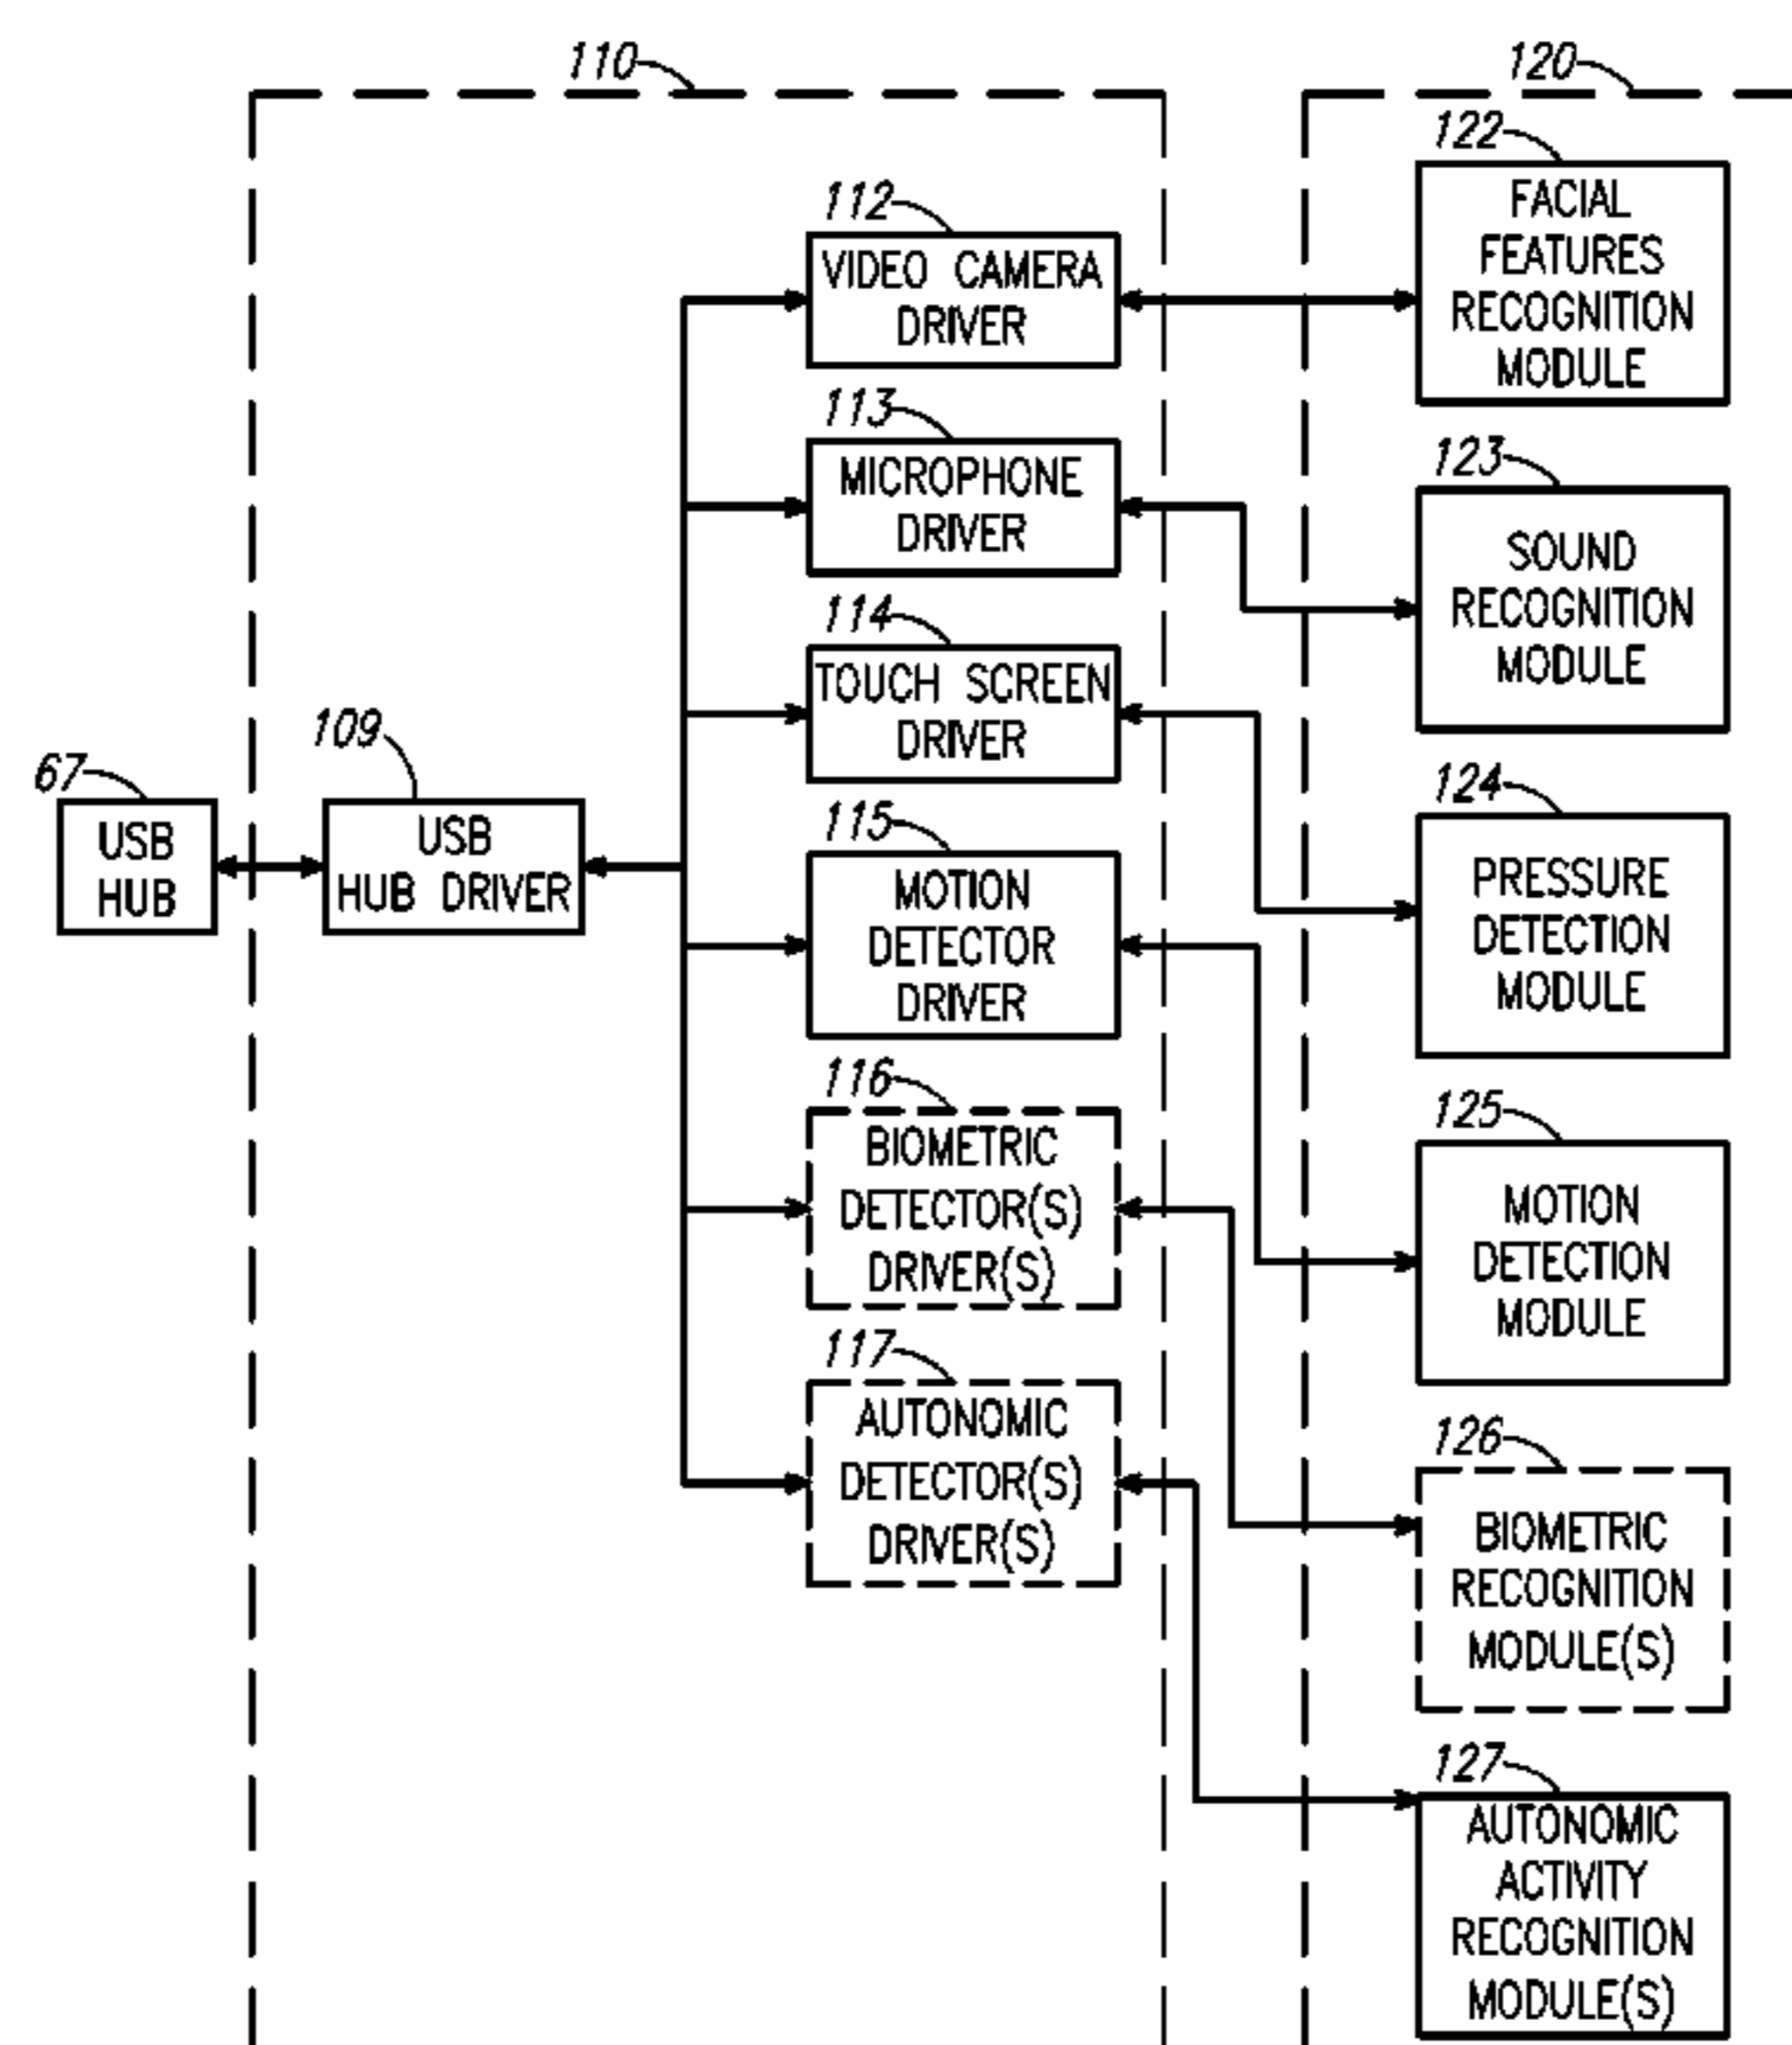 110
120
122
FACIAL
FEATURES
RECOGNITION
MODULE
112
VIDEO CAMERA
DRIVER
113
MICROPHONE
DRIVER
123
SOUND
RECOGNITION
MODULE
114
TOUCH SCREEN
DRIVER
109
USB
HUB DRIVER
67
USB
HUB
124
PRESSURE
DETECTION
MODULE
115
MOTION
DETECTOR
DRIVER
116
BIOMETRIC
DETECTOR(S)
DRIVER(S)
125
MOTION
DETECTION
MODULE
117
AUTONOMIC
DETECTOR(S)
DRIVER(S)
126
BIOMETRIC
RECOGNITION
MODULE(S)
127
AUTONOMIC
ACTIVITY
RECOGNITION
MODULE(S)